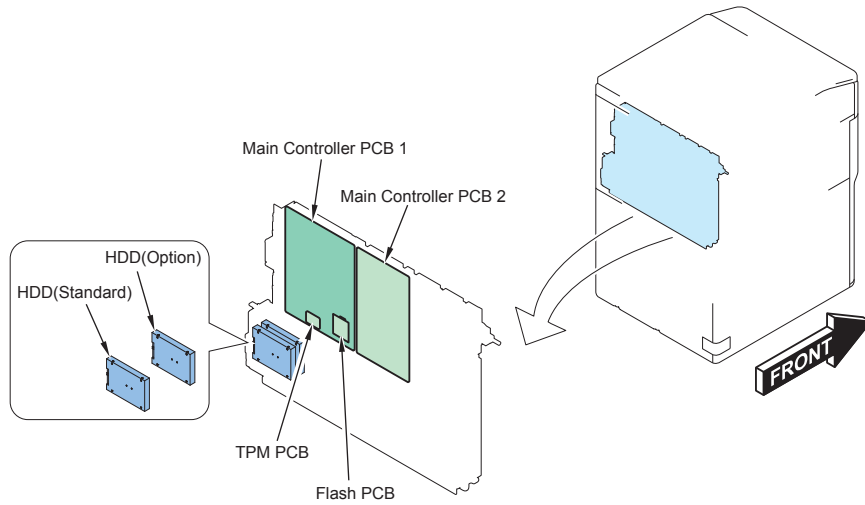 Main Controller PCB 1
Main Controller PCB 2
HDD(Option)
HDD(Standard)
TPM PCB
Flash PCB
FRONT